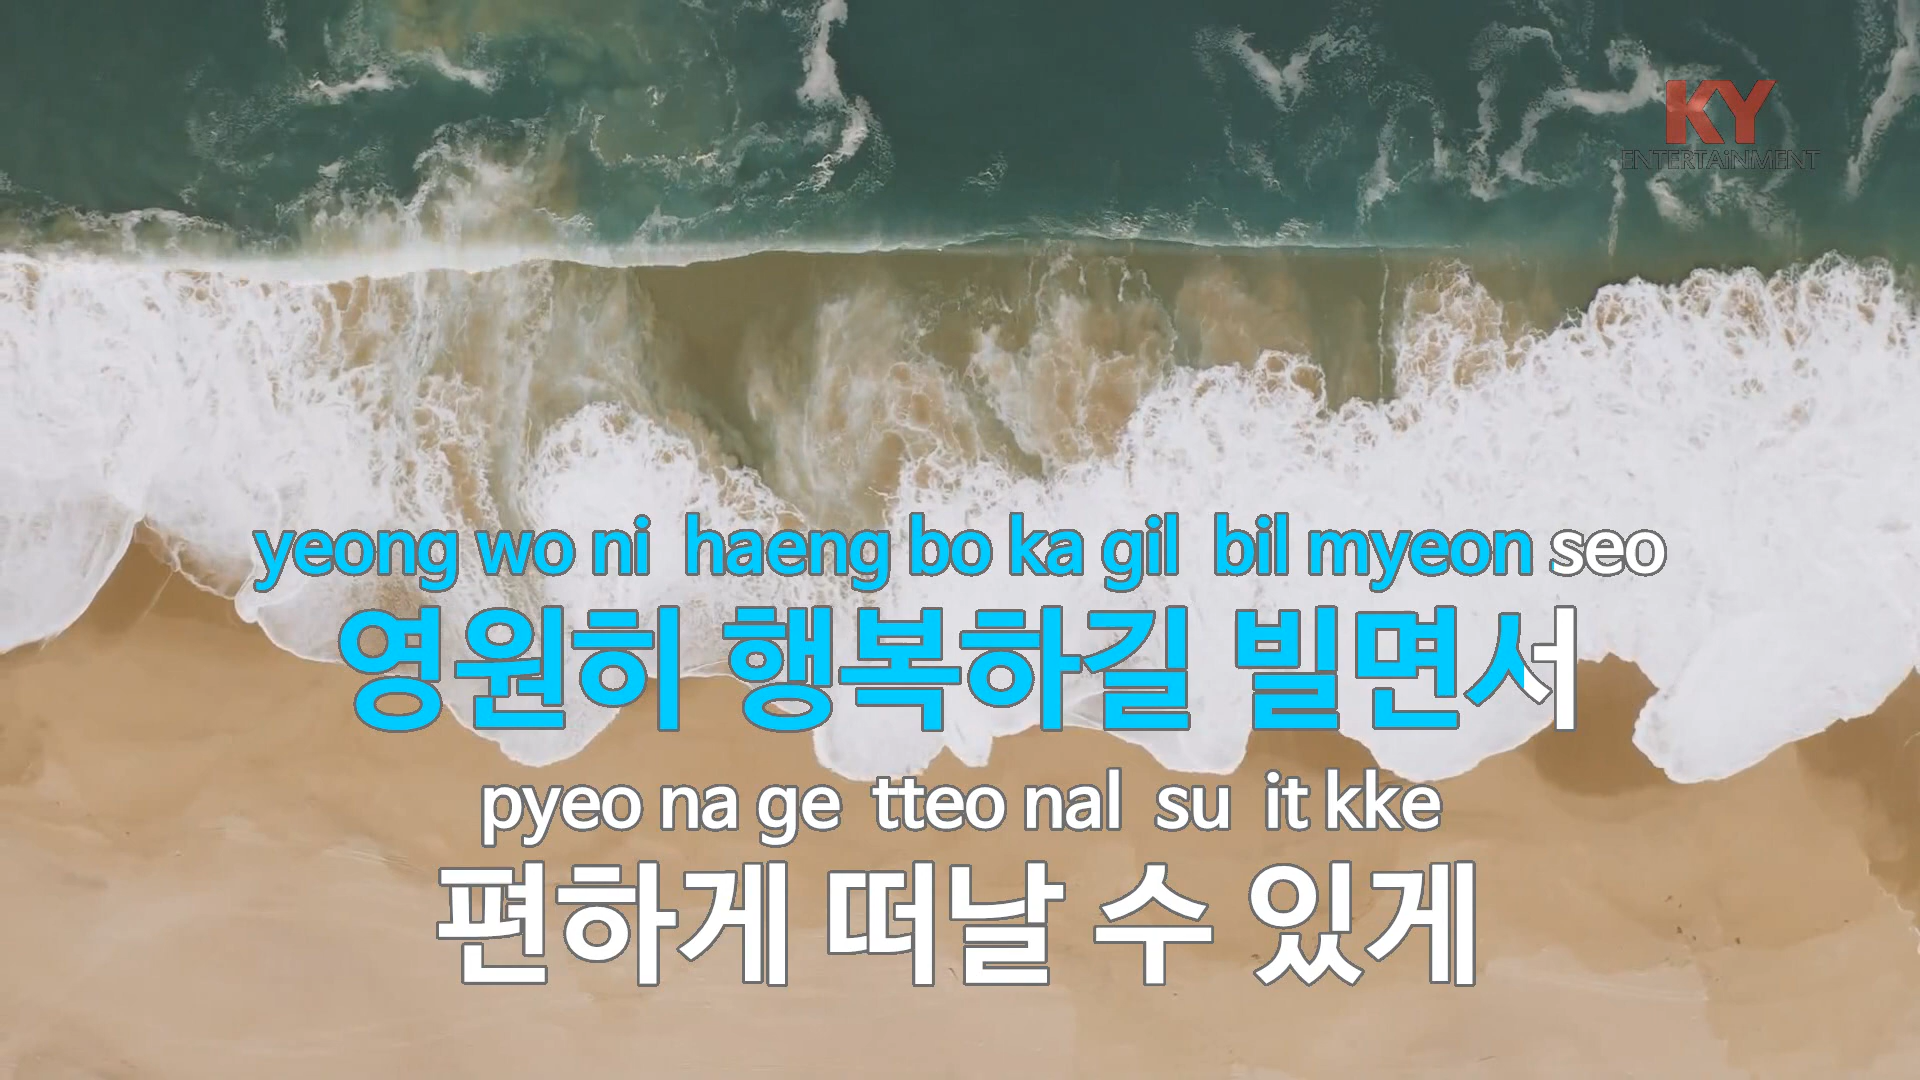 KY
ENTERTAiNMENT
yeong wo ni haeng bo ka gil bil myeon seo
영원히 행복하길 빌면서
pyeo na ge tteo nal su it kke
편하게 떠날 수 있게